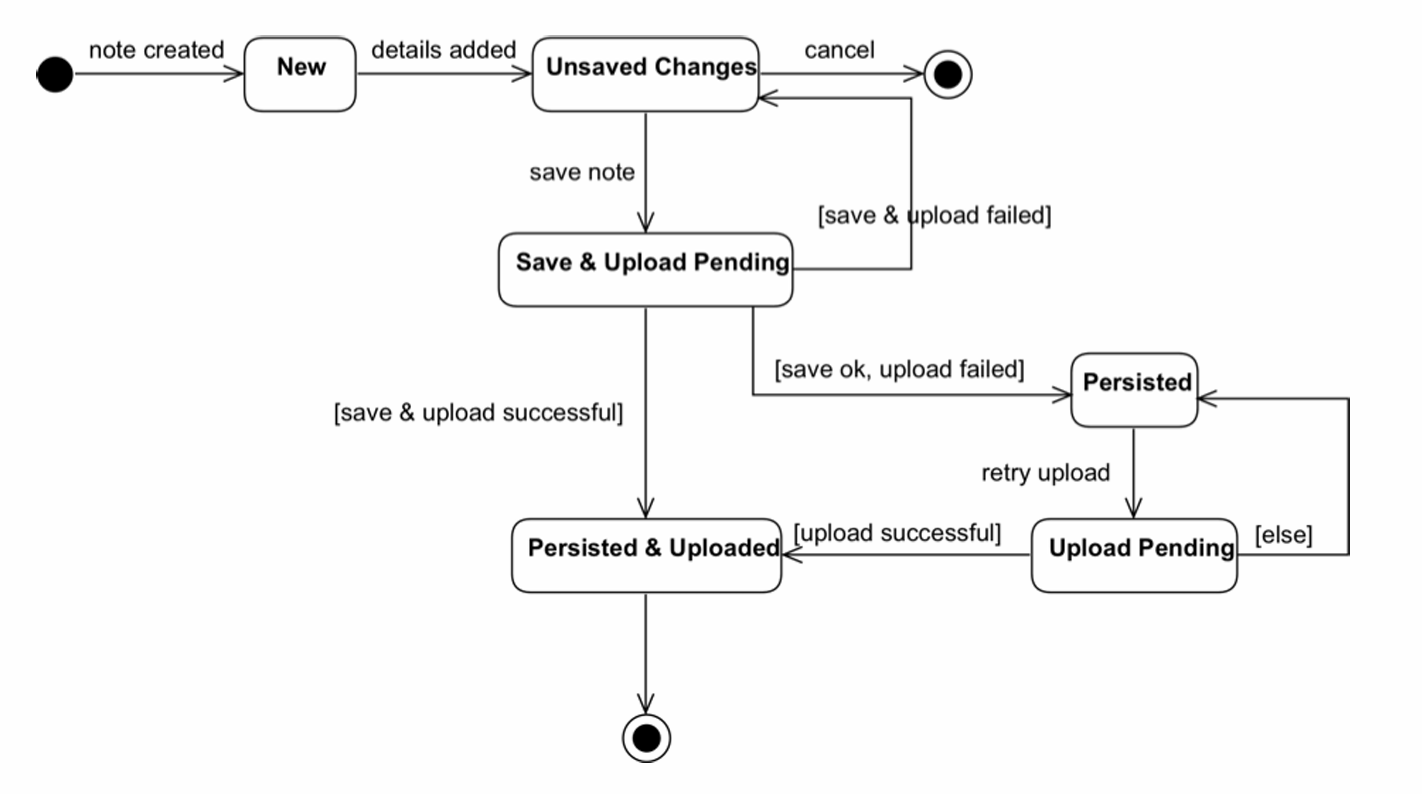 note created
New
details added
Unsaved Changes
cancel
save note
[save & upload failed]
Save & Upload Pending
[save ok, upload failed]
Persisted
[save & upload successful]
retry upload
Persisted & Uploaded
[upload successful]
Upload Pending
[else]